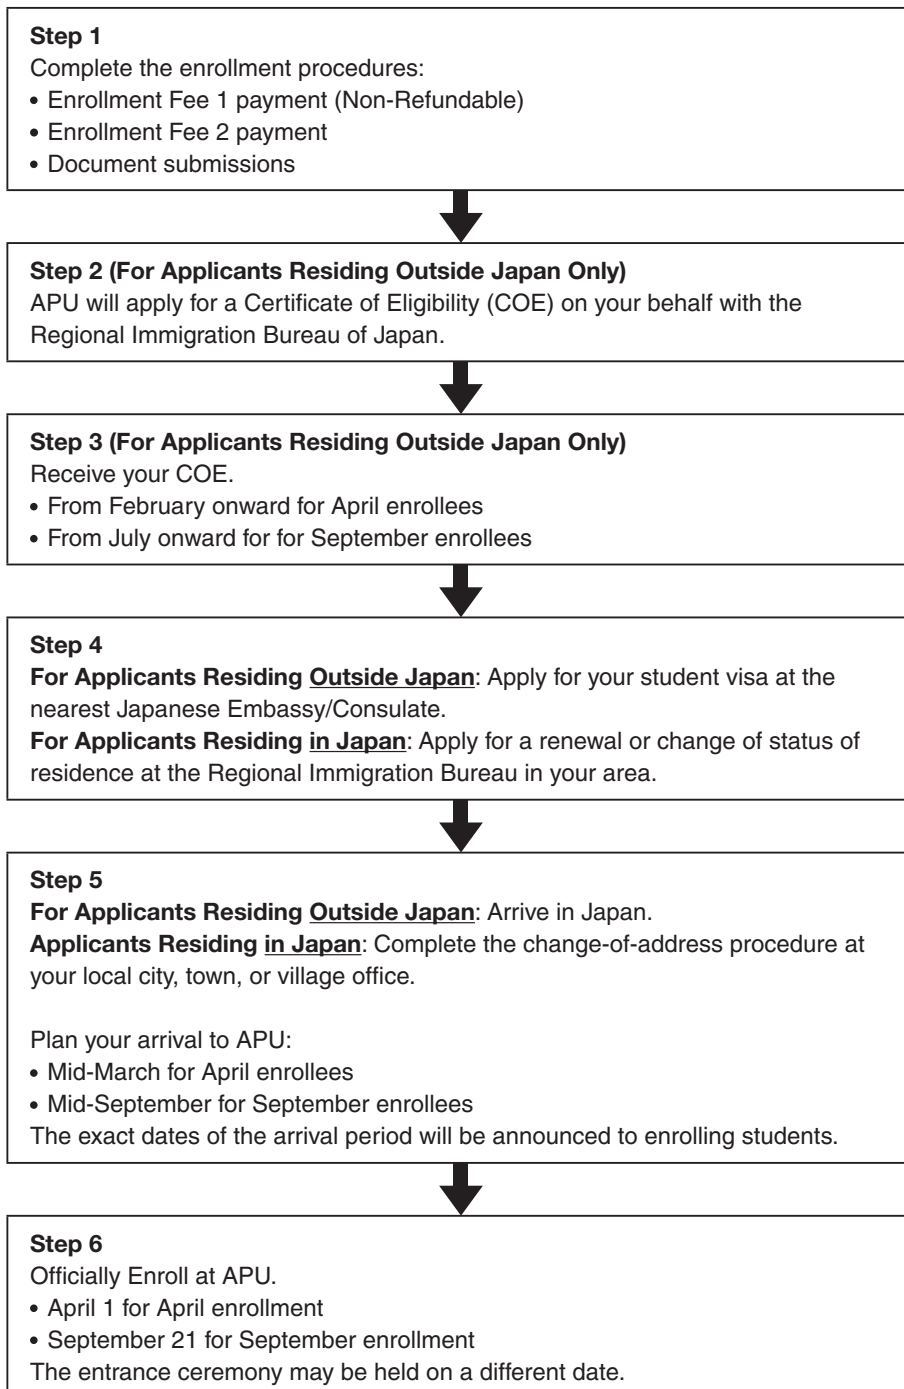 Step 1
Complete the enrollment procedures:
• Enrollment Fee 1 payment (Non-Refundable)
• Enrollment Fee 2 payment
• Document submissions
Step 2 (For Applicants Residing Outside Japan Only)
APU will apply for a Certificate of Eligibility (COE) on your behalf with the
Regional Immigration Bureau of Japan.
Step 3 (For Applicants Residing Outside Japan Only)
Receive your COE.
• From February onward for April enrollees
• From July onward for for September enrollees
Step 4
For Applicants Residing Outside Japan: Apply for your student visa at the
nearest Japanese Embassy/Consulate.
For Applicants Residing in Japan: Apply for a renewal or change of status of
residence at the Regional Immigration Bureau in your area.
Step 5
For Applicants Residing Outside Japan: Arrive in Japan.
Applicants Residing in Japan: Complete the change-of-address procedure at
your local city, town, or village office.
Plan your arrival to APU:
• Mid-March for April enrollees
• Mid-September for September enrollees
The exact dates of the arrival period will be announced to enrolling students.
Step 6
Officially Enroll at APU.
• April 1 for April enrollment
• September 21 for September enrollment
The entrance ceremony may be held on a different date.